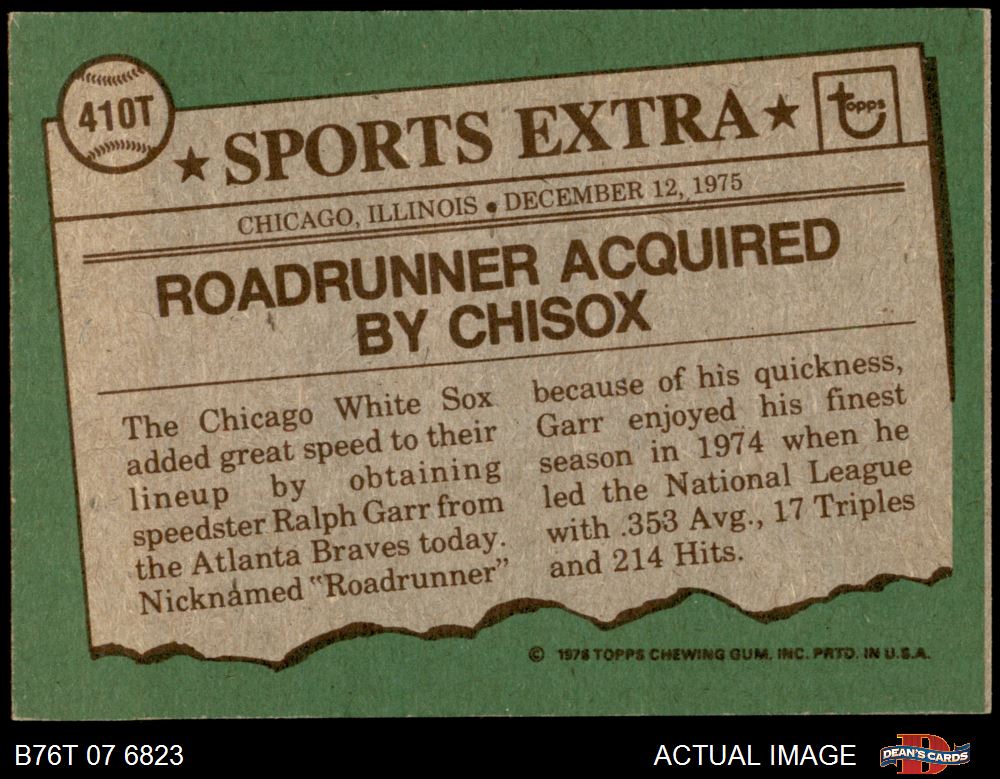 410T
★ SPORTS EXTRA ★
Topps
CHICAGO, ILLINOIS • DECEMBER 12, 1975
ROADRUNNER ACQUIRED
BY CHISOX
The Chicago White Sox
added great speed to their
lineup by obtaining
speedster Ralph Garr from
the Atlanta Braves today.
Nicknamed "Roadrunner"
because of his quickness,
Garr enjoyed his finest
season in 1974 when he
led the National League
with .353 Avg., 17 Triples
and 214 Hits.
© 1976 TOPPS CHEWING GUM, INC. PRTD. IN U.S.A.
B76T 07 6823
ACTUAL IMAGE
DEAN'S CARDS